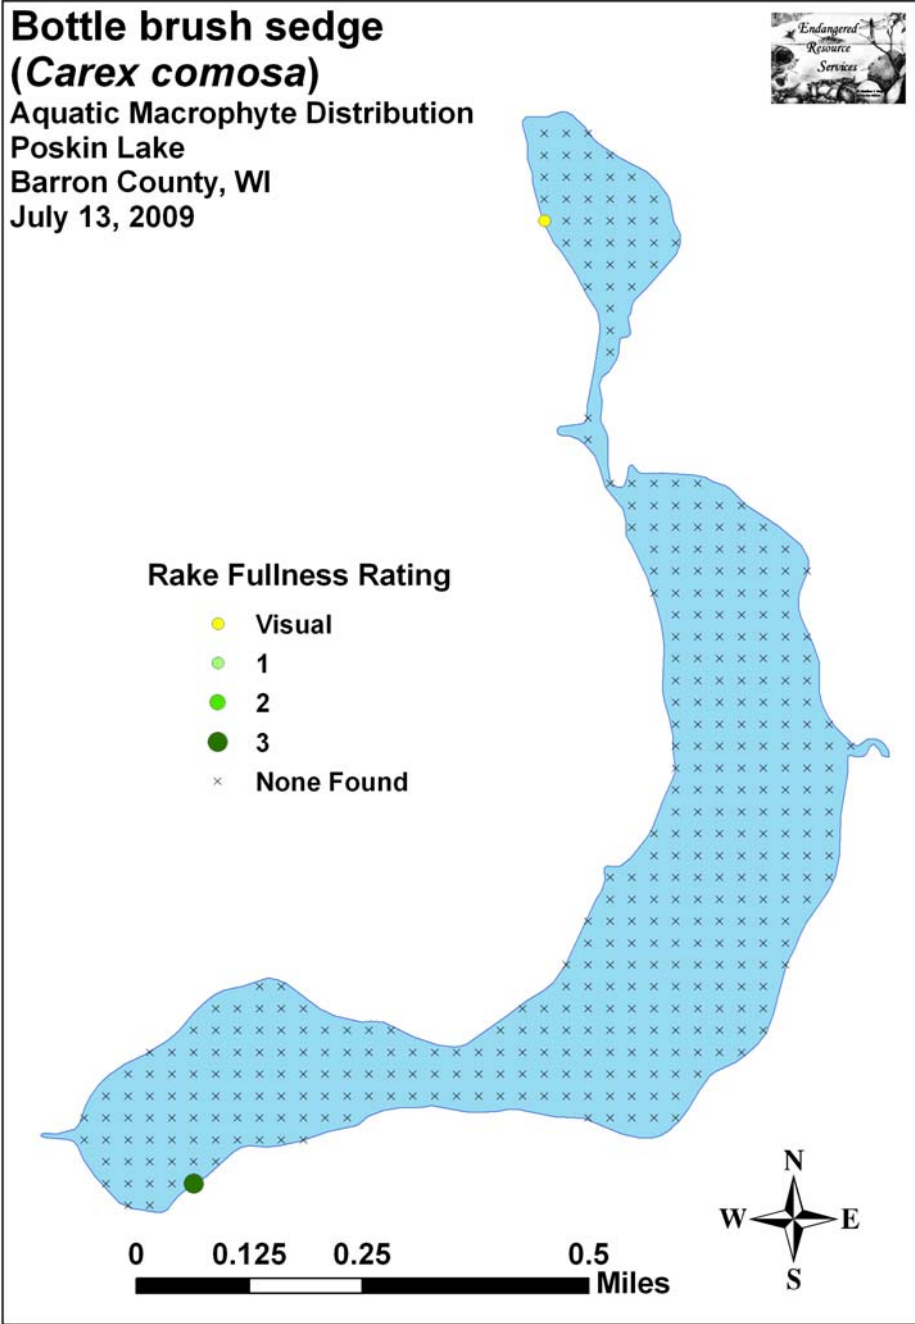 Bottle brush sedge
(Carex comosa)
Aquatic Macrophyte Distribution
Poskin Lake
Barron County, WI
July 13, 2009
Endangered
Resource
Services
Rake Fullness Rating
Visual
1
2
3
None Found
N
W E
S
0 0.125 0.25 0.5
Miles